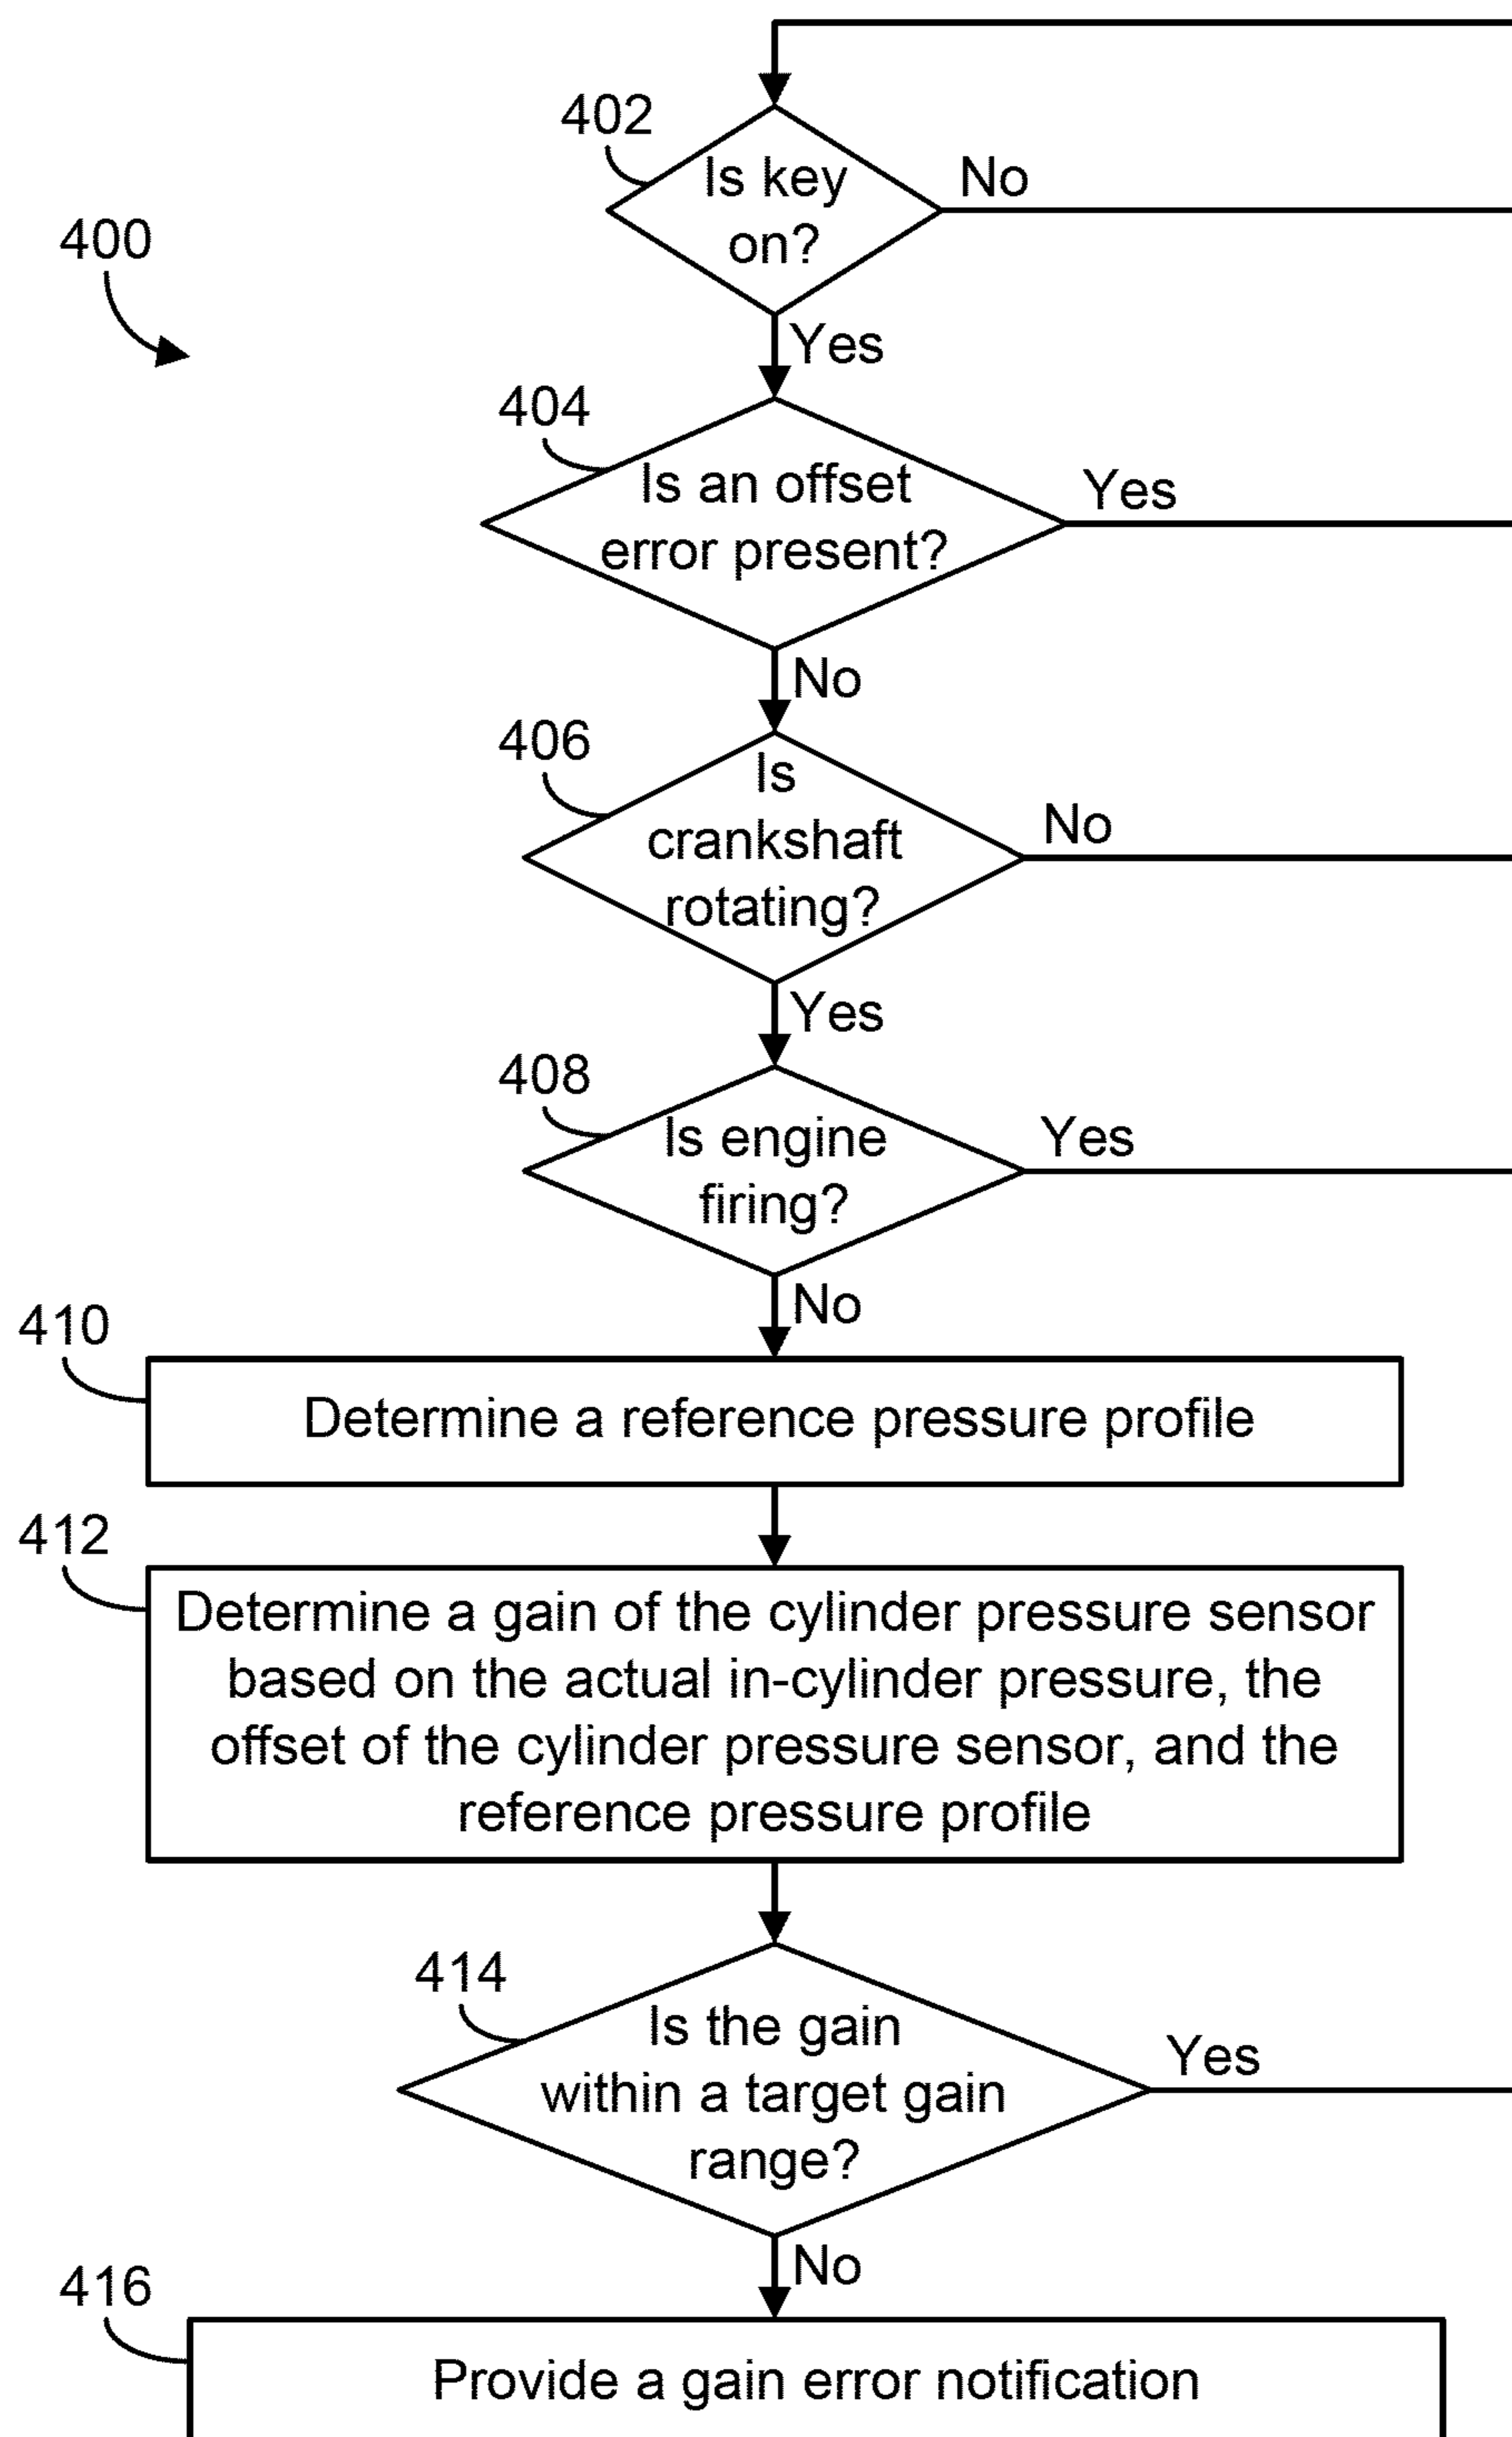 402
Is key
on?
No
400
Yes
404
Is an offset
error present?
Yes
No
406
Is
crankshaft
rotating?
No
Yes
408
Is engine
firing?
Yes
No
410
Determine a reference pressure profile
412
Determine a gain of the cylinder pressure sensor
based on the actual in-cylinder pressure, the
offset of the cylinder pressure sensor, and the
reference pressure profile
414
Is the gain
within a target gain
range?
Yes
No
416
Provide a gain error notification